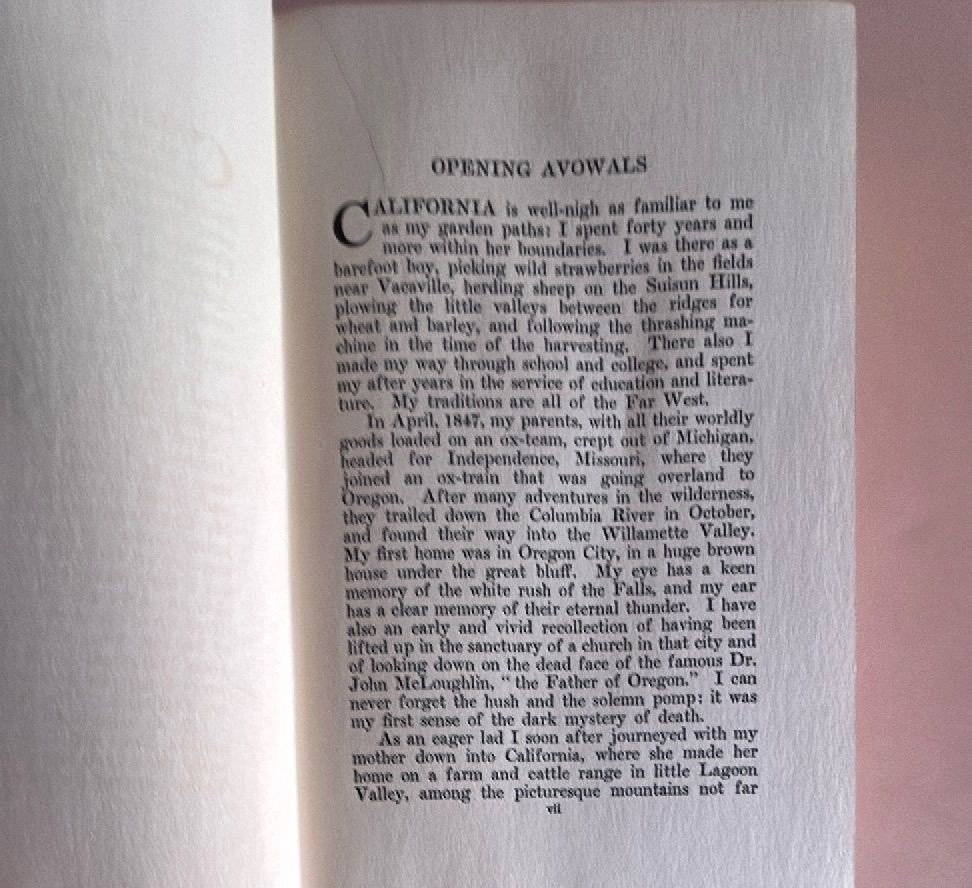 OPENING AVOWALS
CALIFORNIA is well-nigh as familiar to me
as my garden paths; I spent forty years and
more within her boundaries. I was there as a
barefoot boy, picking wild strawberries in the fields
near Vacaville, herding sheep on the Suisun Hills,
plowing the little valleys between the ridges for
wheat and barley, and following the thrashing ma-
chine in the time of the harvesting. There also I
made my way through school and college, and spent
my after years in the service of education and litera-
ture. My traditions are all of the Far West.
In April, 1847, my parents, with all their worldly
goods loaded on an ox-team, crept out of Michigan,
headed for Independence, Missouri, where they
joined an ox-train that was going overland to
Oregon. After many adventures in the wilderness,
they trailed down the Columbia River in October,
and found their way into the Willamette Valley.
My first home was in Oregon City, in a huge brown
house under the great bluff. My eye has a keen
memory of the white rush of the Falls, and my ear
has a clear memory of their eternal thunder. I have
also an early and vivid recollection of having been
lifted up in the sanctuary of a church in that city and
of looking down on the dead face of the famous Dr.
John McLoughlin, "the Father of Oregon." I can
never forget the hush and the solemn pomp: it was
my first sense of the dark mystery of death.
As an eager lad I soon after journeyed with my
mother down into California, where she made her
home on a farm and cattle range in little Lagoon
Valley, among the picturesque mountains not far
vii